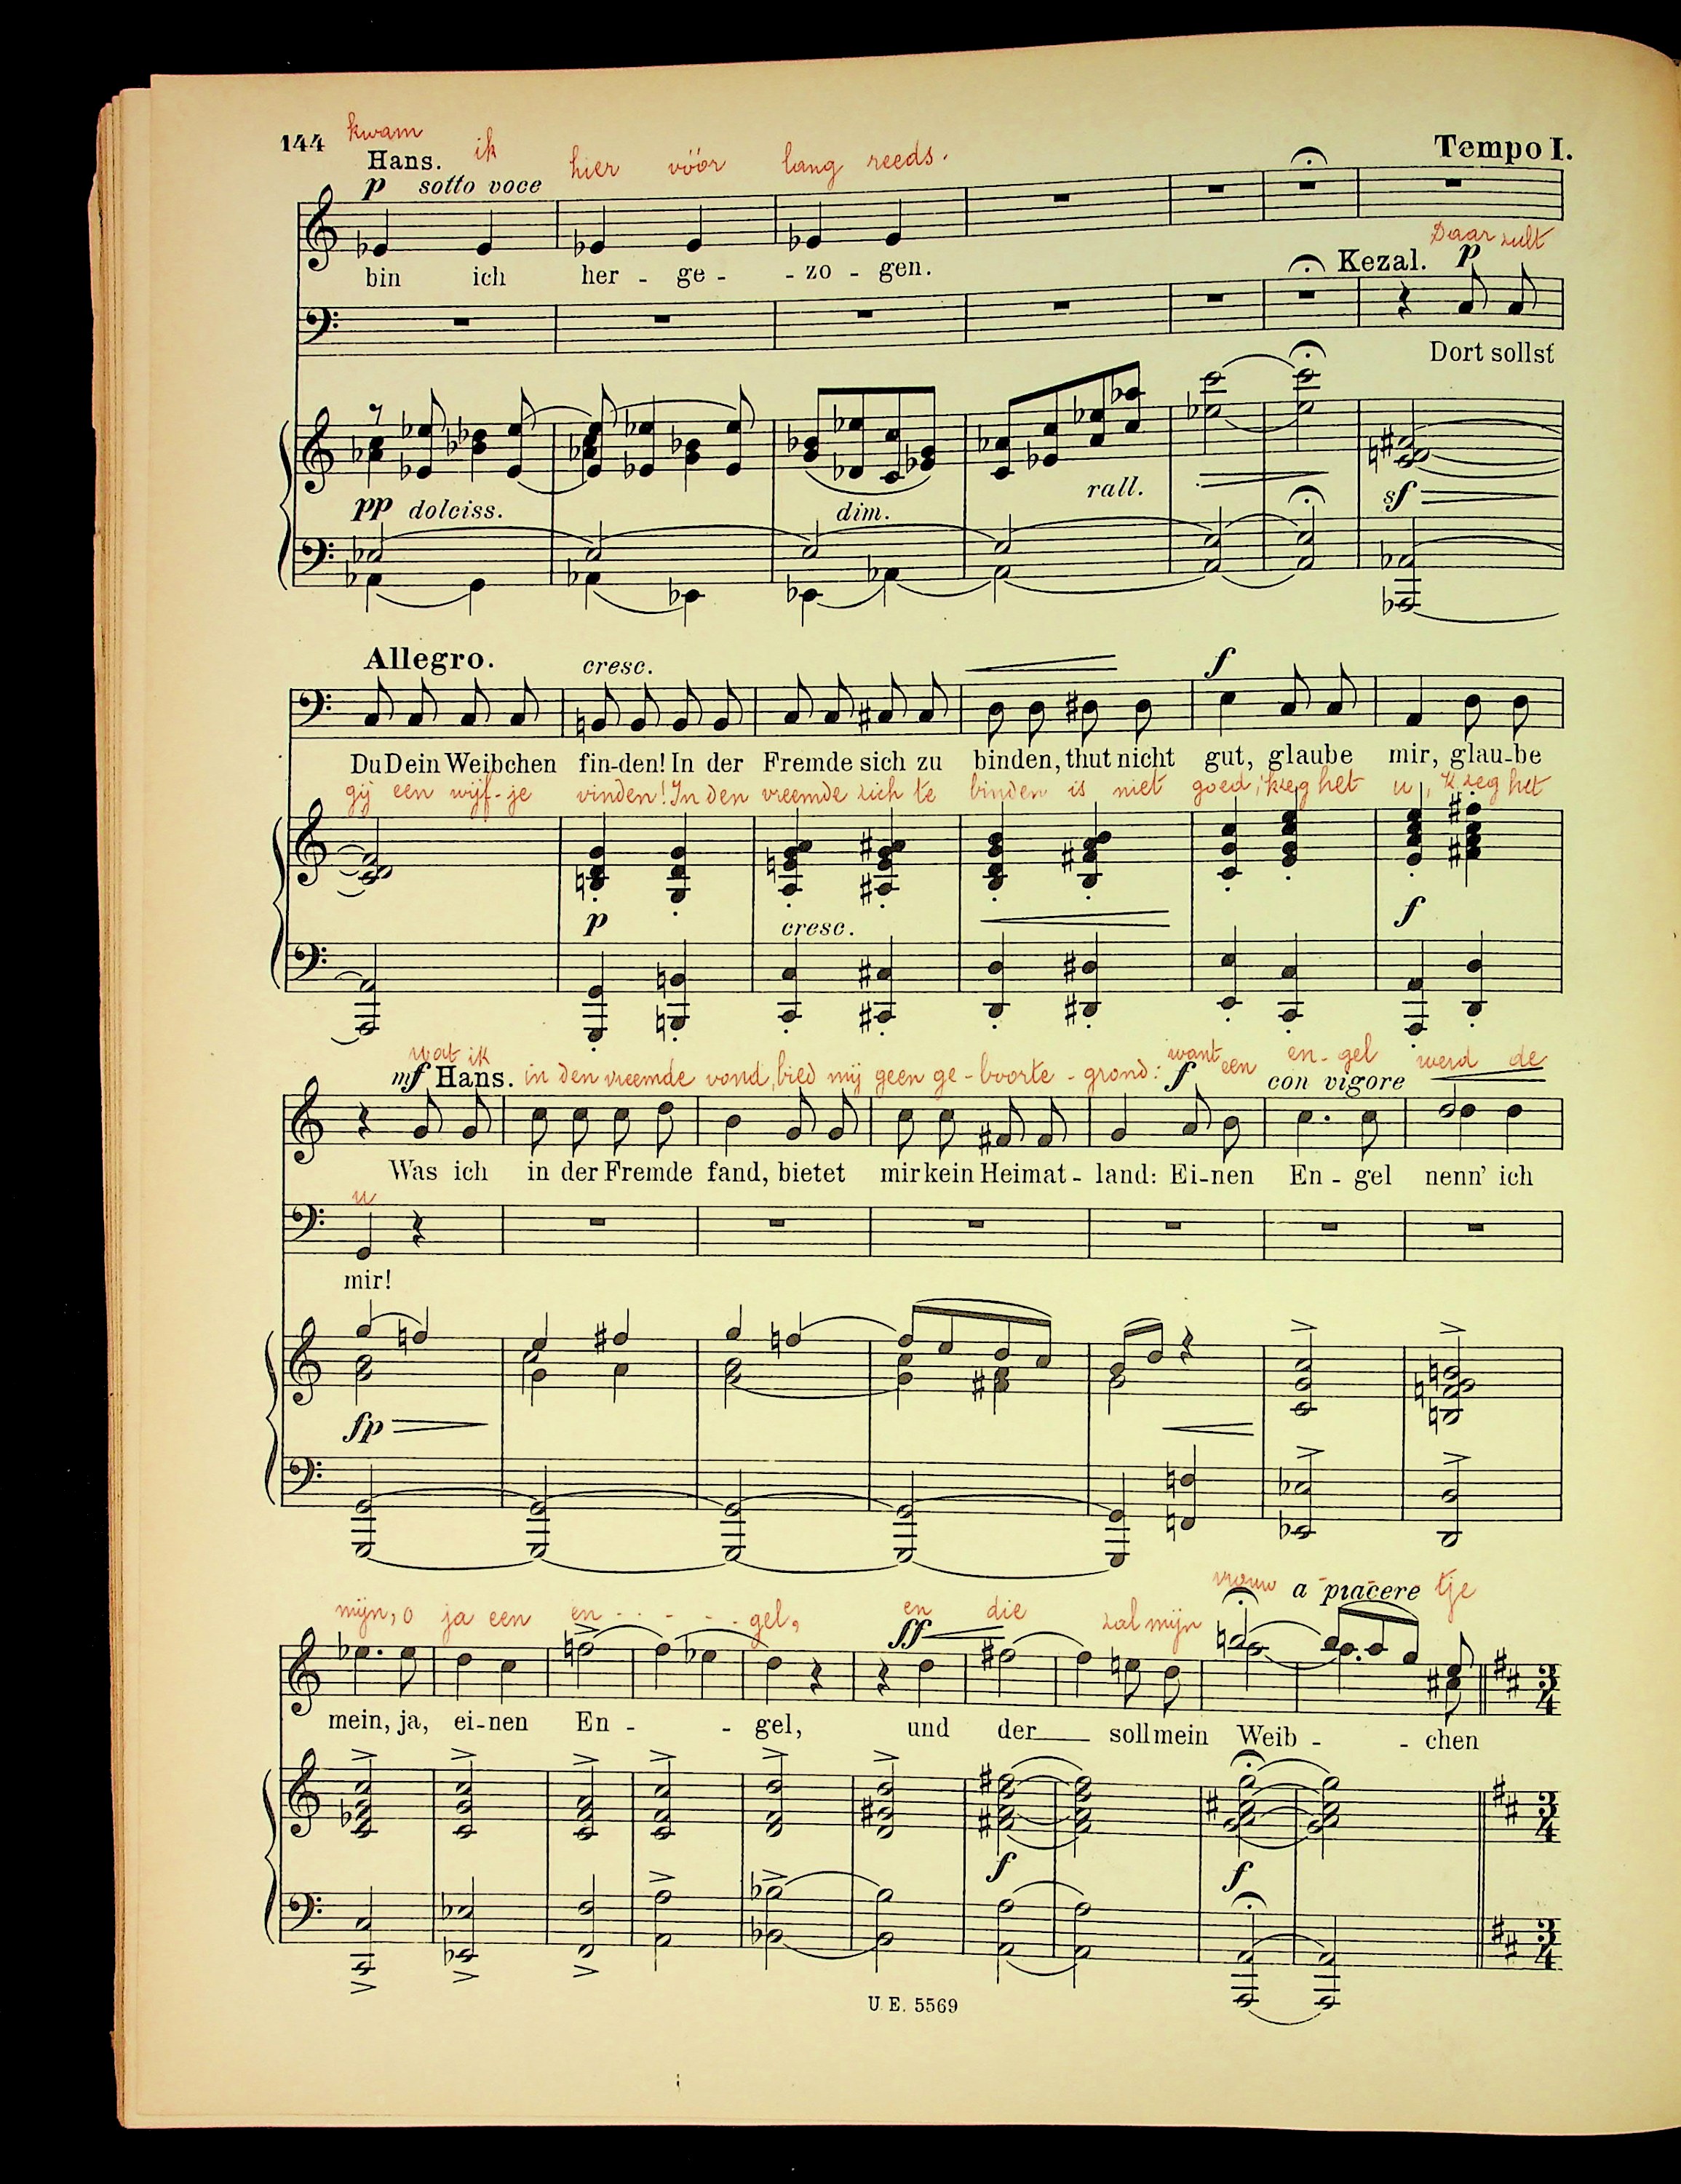 144 kwam
Tempo I.
Hans. ik hier vóór lang reeds.
p sotto voce
bin ich her - ge - - zo - gen.
Daar zult
Kezal. p
Dort sollst
rall.
pp dolciss. dim. sf
Allegro. cresc. f
Du Dein Weibchen fin-den! In der Fremde sich zu binden, thut nicht gut, glaube mir, glau-be
gij een wijf-je vinden! In den vreemde zich te binden is niet goed, 'k zeg het u, 'k zeg het
p cresc. f
wat ik in den vreemde vond, bied mij geen ge-boorte-grond: want een en-gel werd de
mf Hans. f con vigore
Was ich in der Fremde fand, bietet mir kein Heimat - land: Ei-nen En - gel nenn' ich
u
mir!
fp
vrouw tje
a piacere
mijn, o ja een en - - - - gel, en die zal mijn
ff
mein, ja, ei-nen En - - gel, und der soll mein Weib - - chen
f f
U. E. 5569